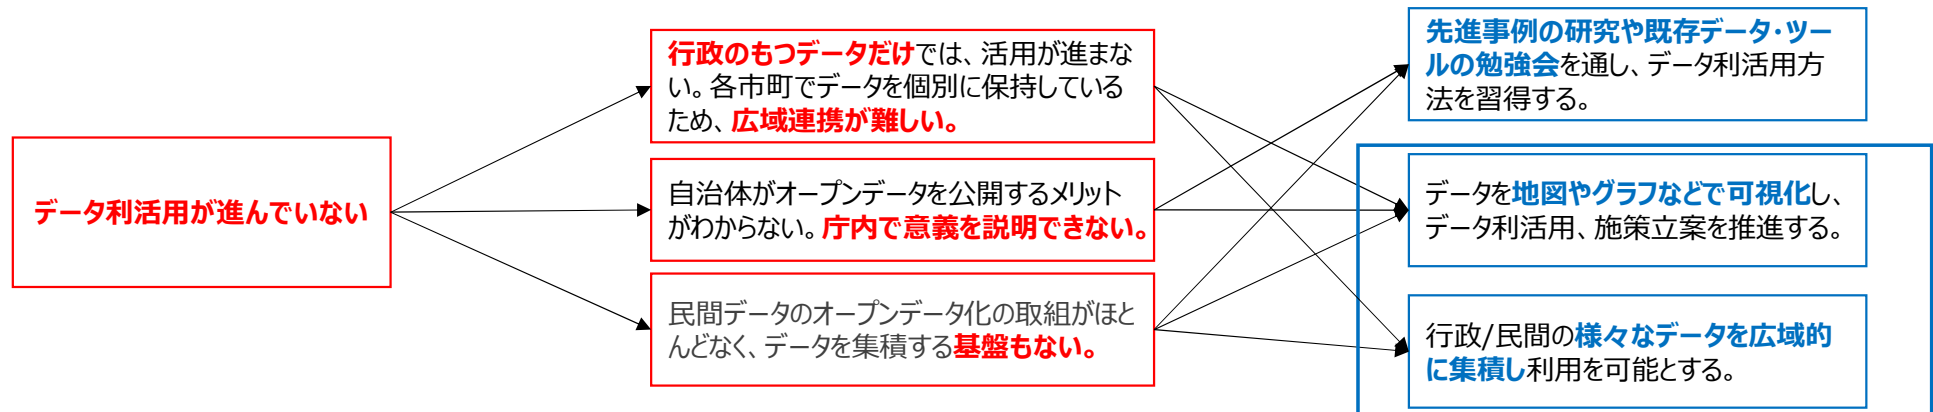 データ利活用が進んでいない
行政のもつデータだけでは、活用が進まな
い。各市町でデータを個別に保持している
ため、広域連携が難しい。
自治体がオープンデータを公開するメリット
がわからない。庁内で意義を説明できない。
民間データのオープンデータ化の取組がほと
んどなく、データを集積する基盤もない。
先進事例の研究や既存データ・ツー
ルの勉強会を通し、データ利活用方
法を習得する。
データを地図やグラフなどで可視化し、
データ利活用、施策立案を推進する。
行政/民間の様々なデータを広域的
に集積し利用を可能とする。